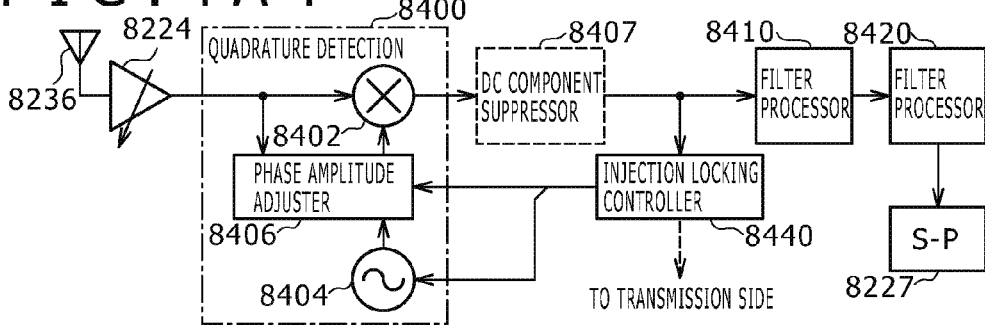 8400
8224
8407
8410
8420
QUADRATURE DETECTION
8236
8402
DC COMPONENT
SUPPRESSOR
FILTER
PROCESSOR
FILTER
PROCESSOR
PHASE AMPLITUDE
ADJUSTER
INJECTION LOCKING
CONTROLLER
8406
8440
S-P
8404
8227
TO TRANSMISSION SIDE